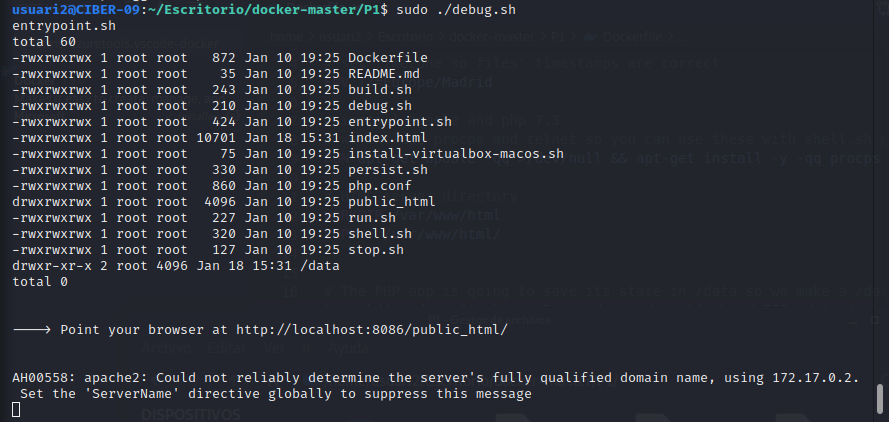 usuari2@CIBER-09:~/Escritorio/docker-master/P1$ sudo ./debug.sh
entrypoint.sh
total 60
-rwxrwxrwx 1 root root   872 Jan 10 19:25 Dockerfile
-rwxrwxrwx 1 root root    35 Jan 10 19:25 README.md
-rwxrwxrwx 1 root root   243 Jan 10 19:25 build.sh
-rwxrwxrwx 1 root root   210 Jan 10 19:25 debug.sh
-rwxrwxrwx 1 root root   424 Jan 10 19:25 entrypoint.sh
-rwxrwxrwx 1 root root 10701 Jan 18 15:31 index.html
-rwxrwxrwx 1 root root    75 Jan 10 19:25 install-virtualbox-macos.sh
-rwxrwxrwx 1 root root   330 Jan 10 19:25 persist.sh
-rwxrwxrwx 1 root root   860 Jan 10 19:25 php.conf
drwxrwxrwx 1 root root  4096 Jan 10 19:25 public_html
-rwxrwxrwx 1 root root   227 Jan 10 19:25 run.sh
-rwxrwxrwx 1 root root   320 Jan 10 19:25 shell.sh
-rwxrwxrwx 1 root root   127 Jan 10 19:25 stop.sh
drwxr-xr-x 2 root 4096 Jan 18 15:31 /data
total 0
----> Point your browser at http://localhost:8086/public_html/
AH00558: apache2: Could not reliably determine the server's fully qualified domain name, using 172.17.0.2.
 Set the 'ServerName' directive globally to suppress this message
DISPOSITIVOS